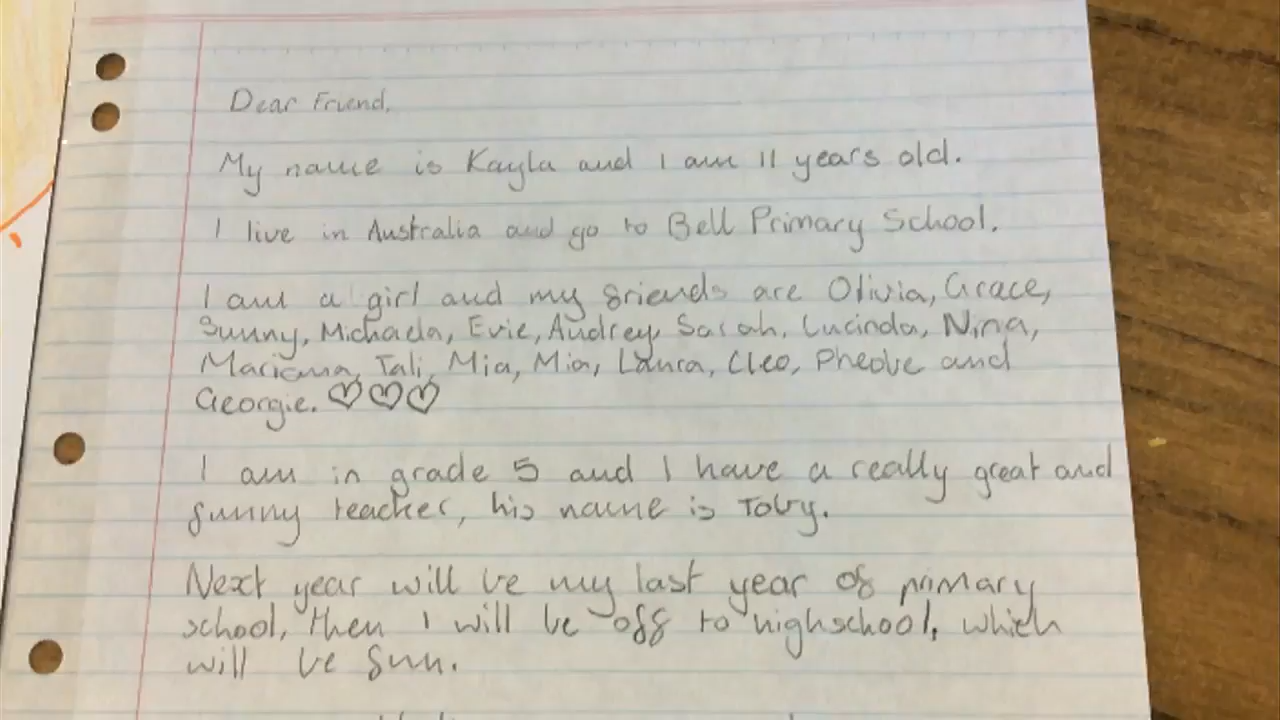 Dear Friend,
My name is Kayla and I am 11 years old.
I live in Australia and go to Bell Primary School.
I am a girl and my friends are Olivia, Grace,
Sunny, Michaela, Evie, Audrey, Sarah, Lucinda, Nina,
Marianna, Tali, Mia, Mia, Laura, Cleo, Pheobe and
Georgie. ♡♡♡
I am in grade 5 and I have a really great and
funny teacher, his name is Toby.
Next year will be my last year of primary
school, then I will be off to highschool, which
will be fun.